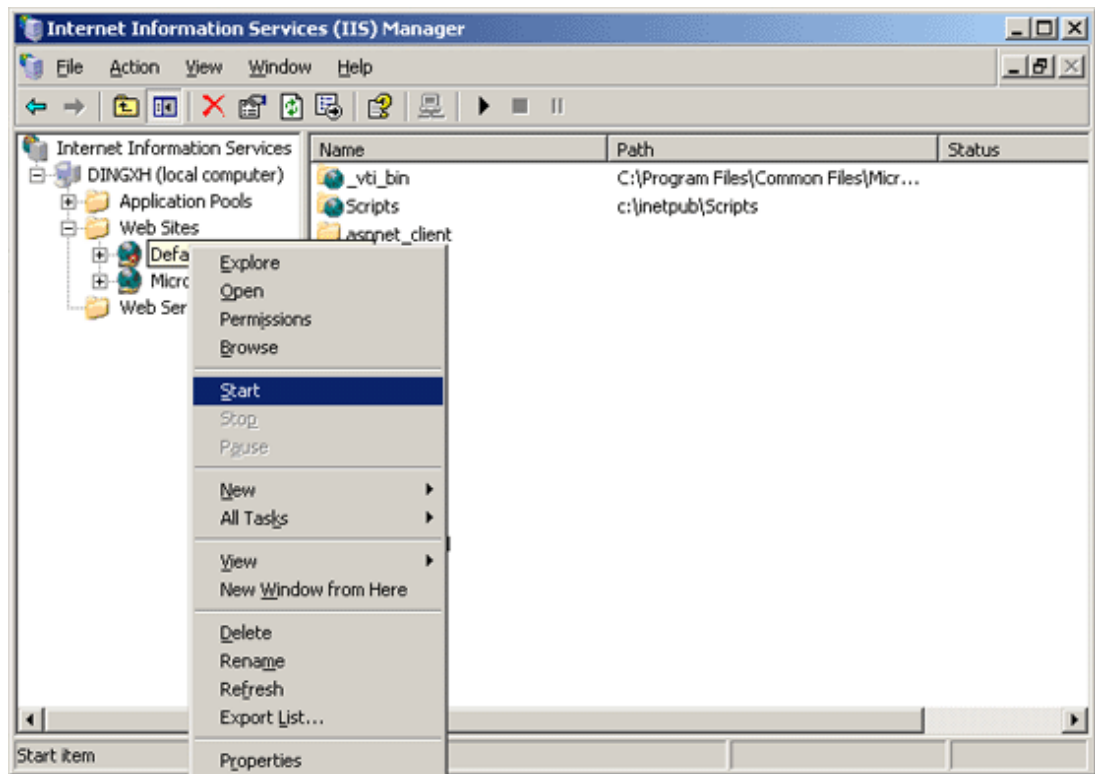 Internet Information Services (IIS) Manager
File Action View Window Help
Internet Information Services
DINGXH (local computer)
Application Pools
Web Sites
Defa
Micro
Web Ser
Name Path Status
_vti_bin C:\Program Files\Common Files\Micr...
Scripts c:\inetpub\Scripts
aspnet_client
Explore
Open
Permissions
Browse
Start
Stop
Pause
New
All Tasks
View
New Window from Here
Delete
Rename
Refresh
Export List...
Properties
Start item